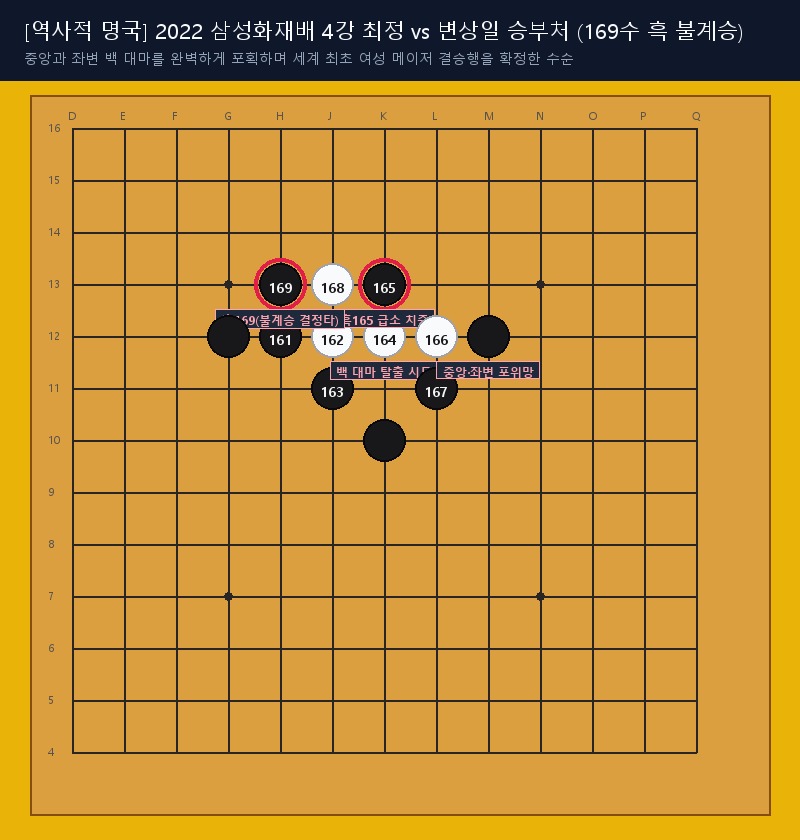 [역사적 명국] 2022 삼성화재배 4강 최정 vs 변상일 승부처 (169수 흑 불계승)
중앙과 좌변 백 대마를 완벽하게 포획하며 세계 최초 여성 메이저 결승행을 확정한 수순
D E F G H J K L M N O P Q
16
15
14
13 169 168 165
169(불계승 결정타) 흑165 급소 치중
12 161 162 164 166
백 대마 탈출 시도 중앙·좌변 포위망
11 163 167
10
9
8
7
6
5
4